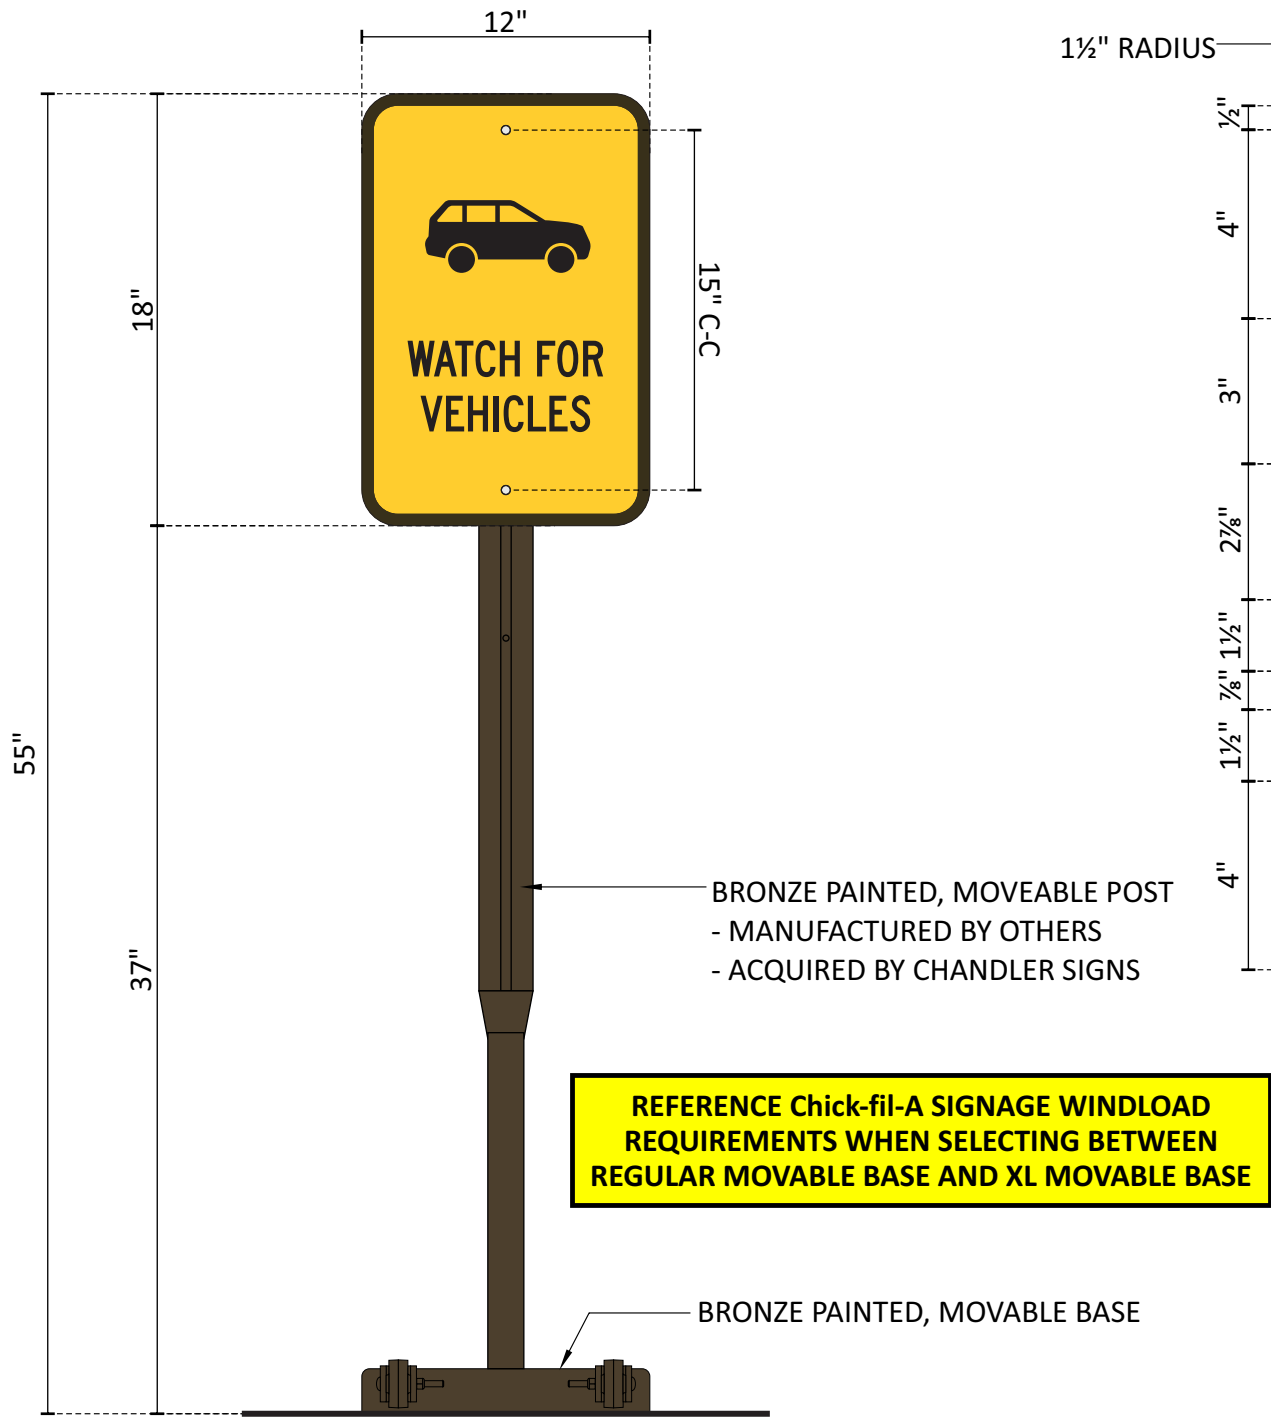 12"
1½" RADIUS
½"
4"
15" C-C
18"
WATCH FOR
VEHICLES
3"
2⅞"
1½"
⅞"
1½"
55"
4"
BRONZE PAINTED, MOVEABLE POST
- MANUFACTURED BY OTHERS
- ACQUIRED BY CHANDLER SIGNS
37"
REFERENCE Chick-fil-A SIGNAGE WINDLOAD
REQUIREMENTS WHEN SELECTING BETWEEN
REGULAR MOVABLE BASE AND XL MOVABLE BASE
BRONZE PAINTED, MOVABLE BASE